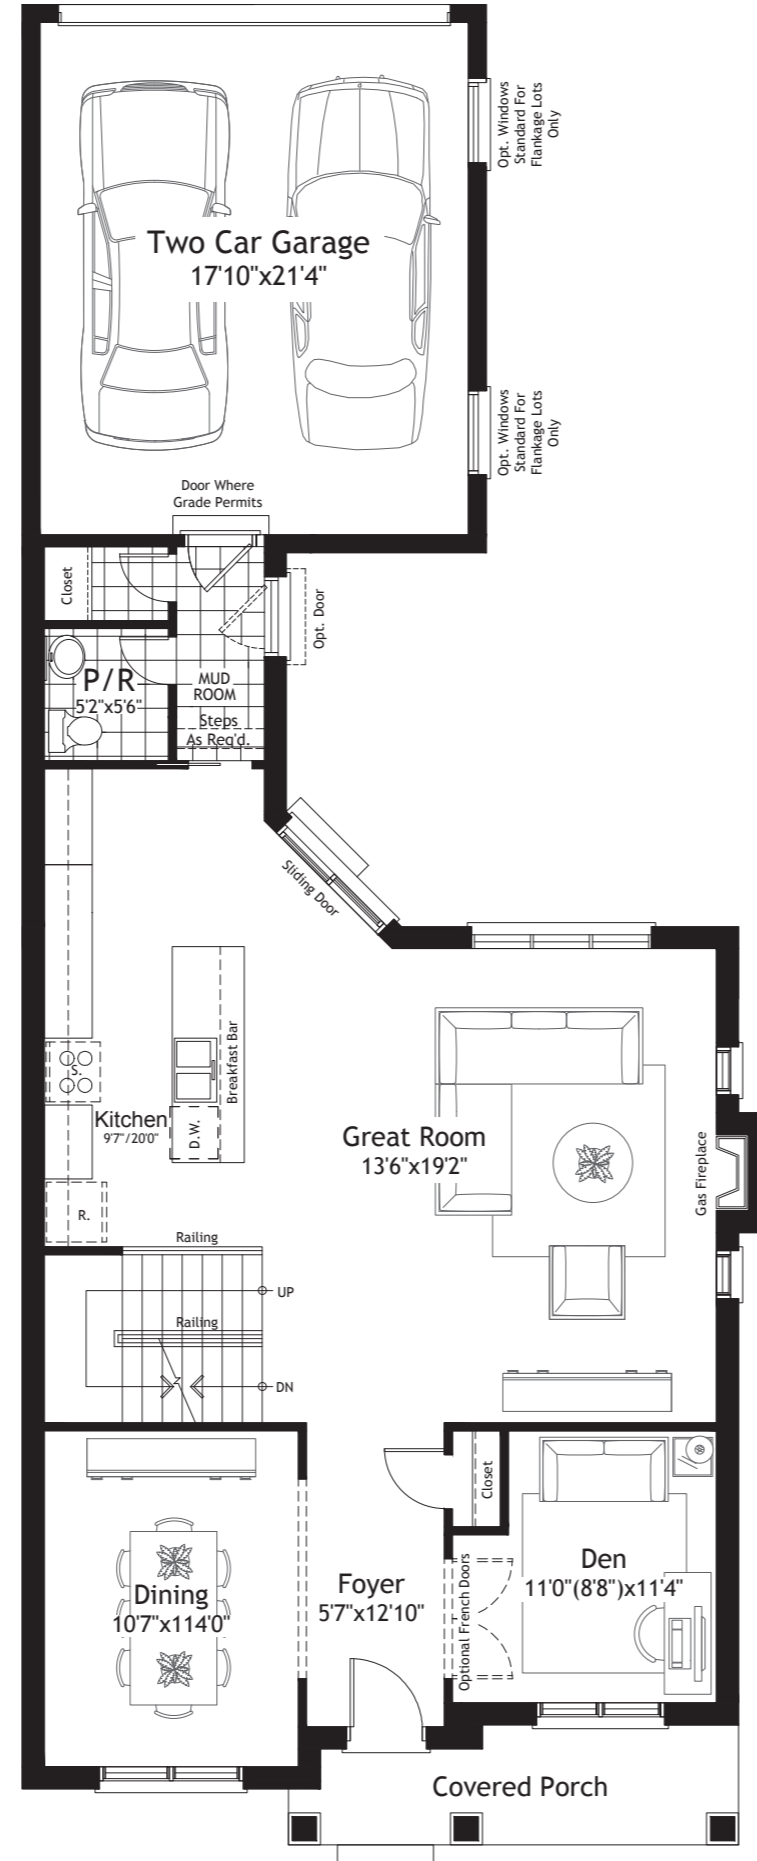 Opt. Windows
Standard For
Flankage Lots
Only
Two Car Garage
17'10"x21'4"
Opt. Windows
Standard For
Flankage Lots
Only
Door Where
Grade Permits
Closet
Opt. Door
P/R
5'2"x5'6"
MUD
ROOM
Steps
As Req'd.
Sliding Door
Breakfast Bar
S.
Kitchen
9'7"/20'0"
D.W.
Great Room
13'6"x19'2"
Gas Fireplace
R.
Railing
UP
Railing
DN
Closet
Dining
10'7"x114'0"
Foyer
5'7"x12'10"
Optional French Doors
Den
11'0"(8'8")x11'4"
Covered Porch